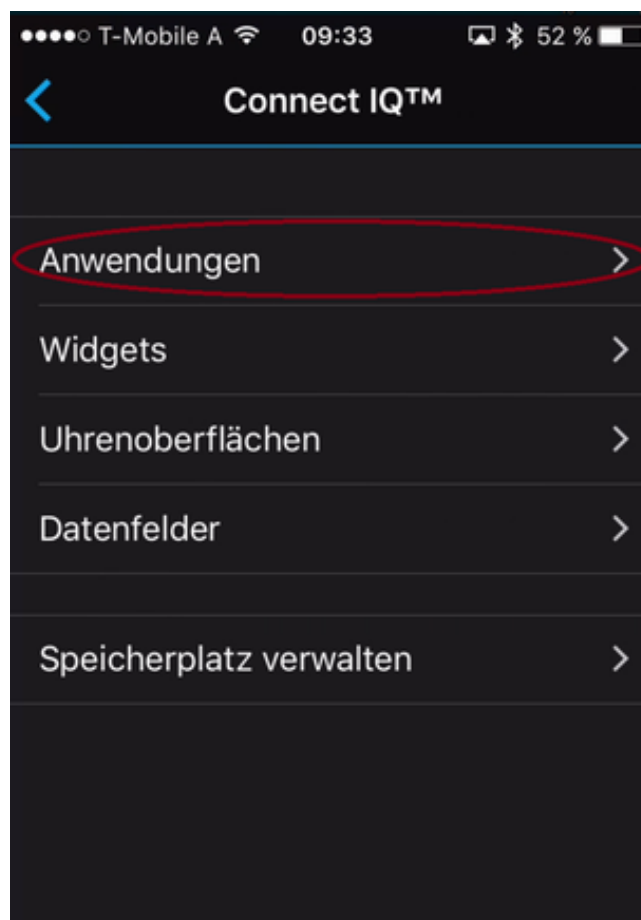 T-Mobile A 09:33 52 %
Connect IQ™
Anwendungen
Widgets
Uhrenoberflächen
Datenfelder
Speicherplatz verwalten